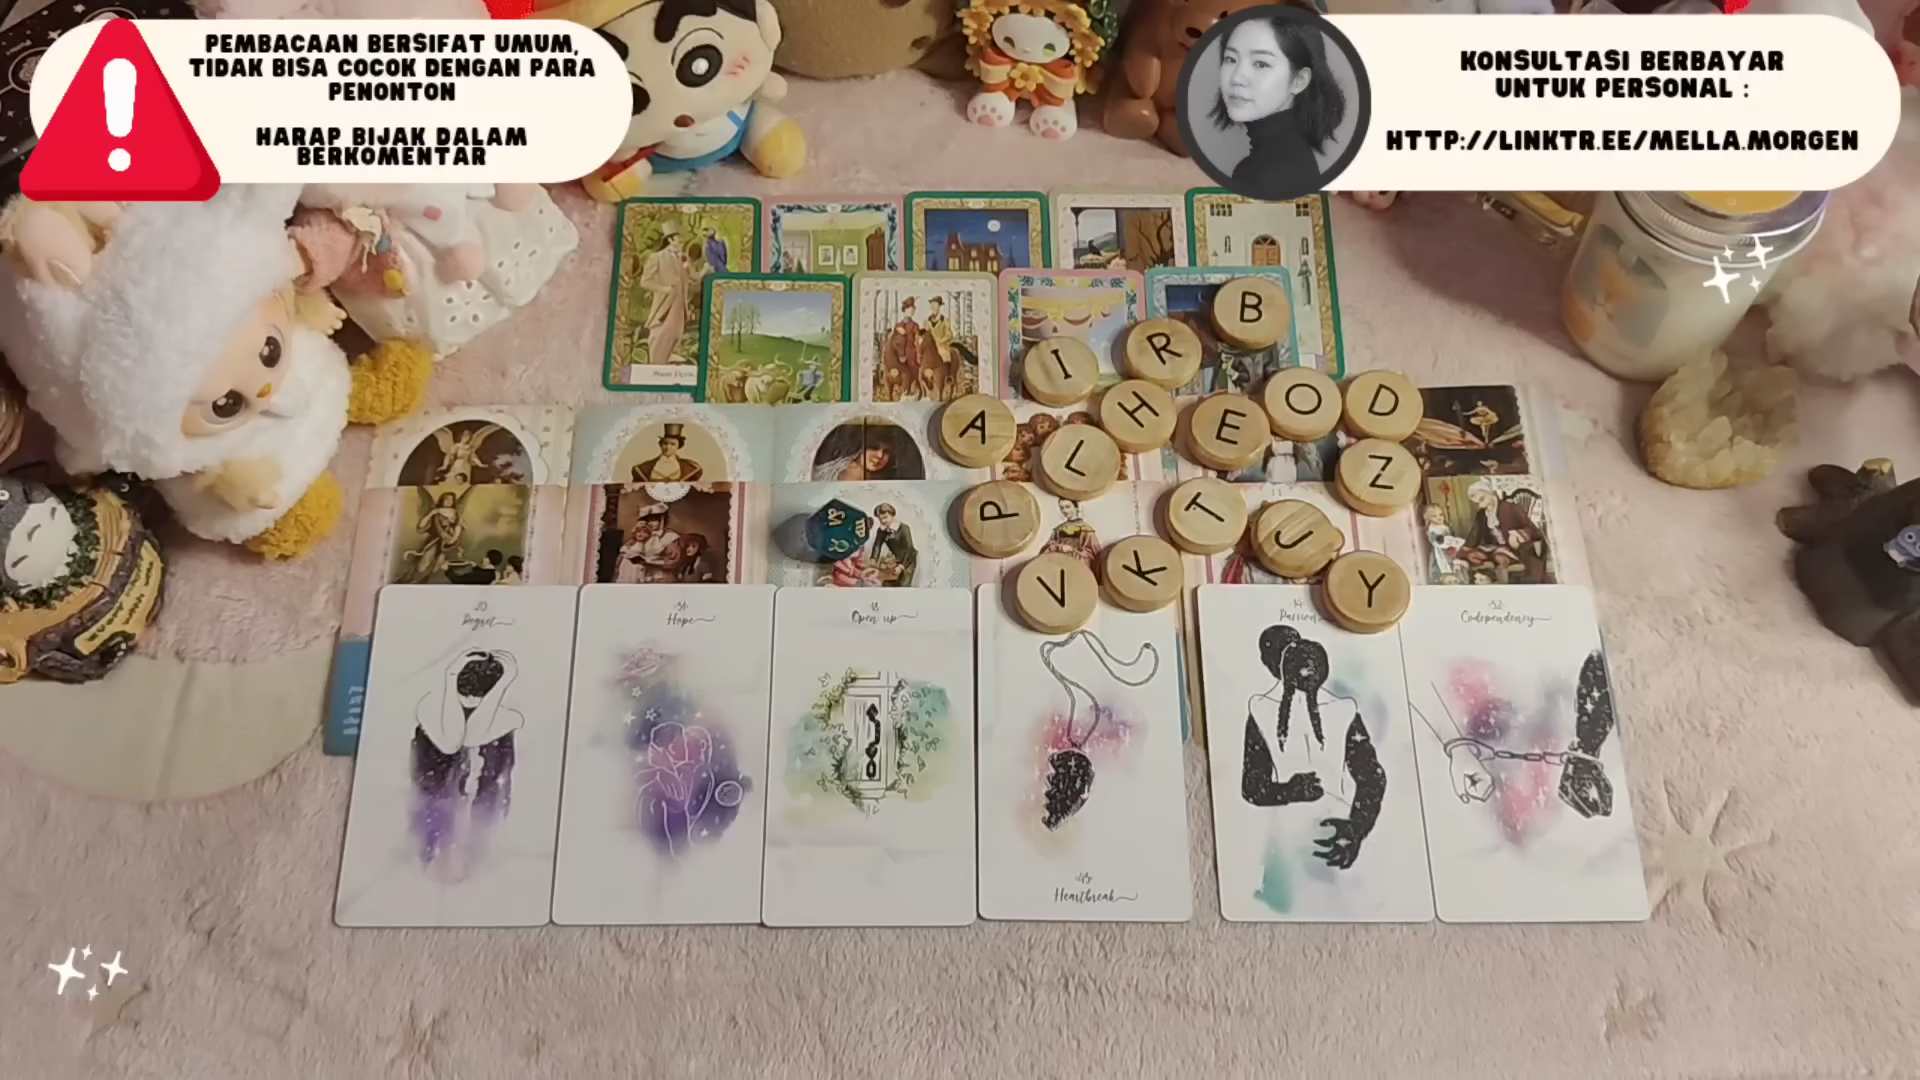 PEMBACAAN BERSIFAT UMUM,
TIDAK BISA COCOK DENGAN PARA
PENONTON
HARAP BIJAK DALAM
BERKOMENTAR
KONSULTASI BERBAYAR
UNTUK PERSONAL :
HTTP://LINKTR.EE/MELLA.MORGEN
B
I
R
A
H
E
O
D
L
Z
P
T
J
V
K
Y
Regret
Hope
Open up
Passion
Codependency
Heartbreak